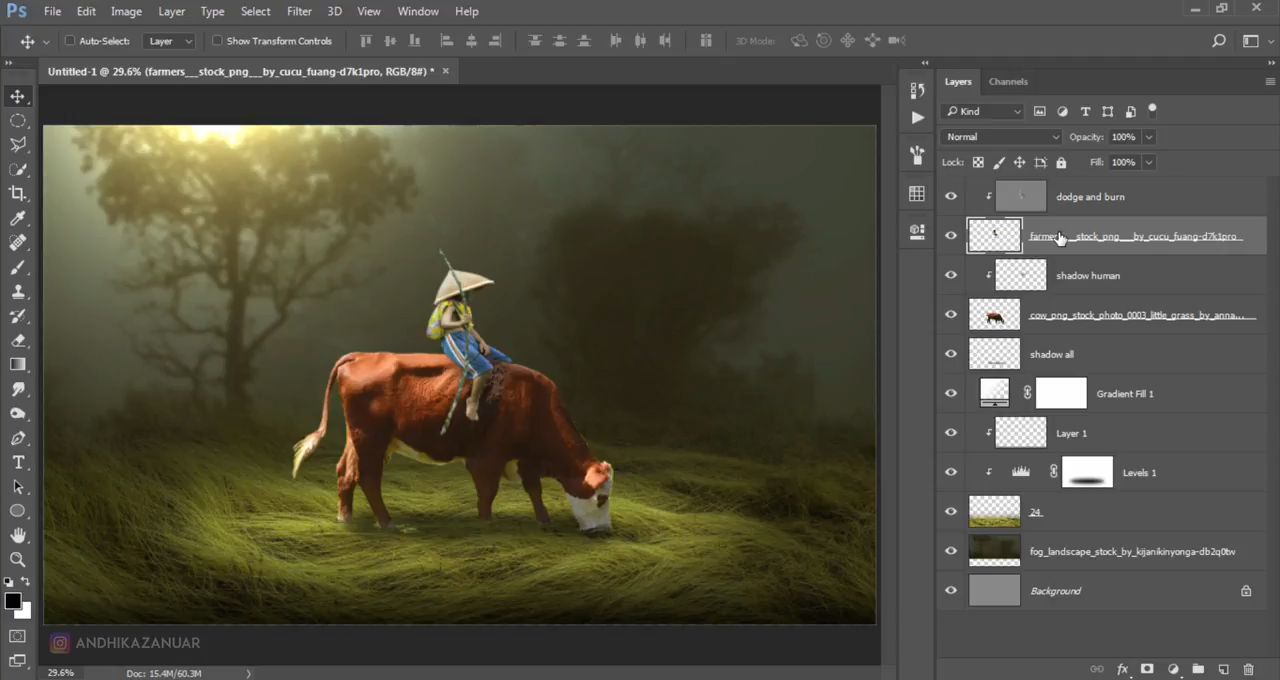 Ps File Edit Image Layer Type Select Filter 3D View Window Help
Auto-Select: Layer Show Transform Controls 3D Mode:
Untitled-1 @ 29.6% (farmers___stock_png___by_cucu_fuang-d7k1pro, RGB/8#) * ×
Layers Channels
Kind
Normal Opacity: 100%
Lock: Fill: 100%
dodge and burn
farmers___stock_png___by_cucu_fuang-d7k1pro
shadow human
cow_png_stock_photo_0003_little_grass_by_anna...
shadow all
Gradient Fill 1
Layer 1
Levels 1
24
fog_landscape_stock_by_kijanikinyonga-db2q0tw
Background
ANDHIKAZANUAR
29.6% Doc: 15.4M/60.3M